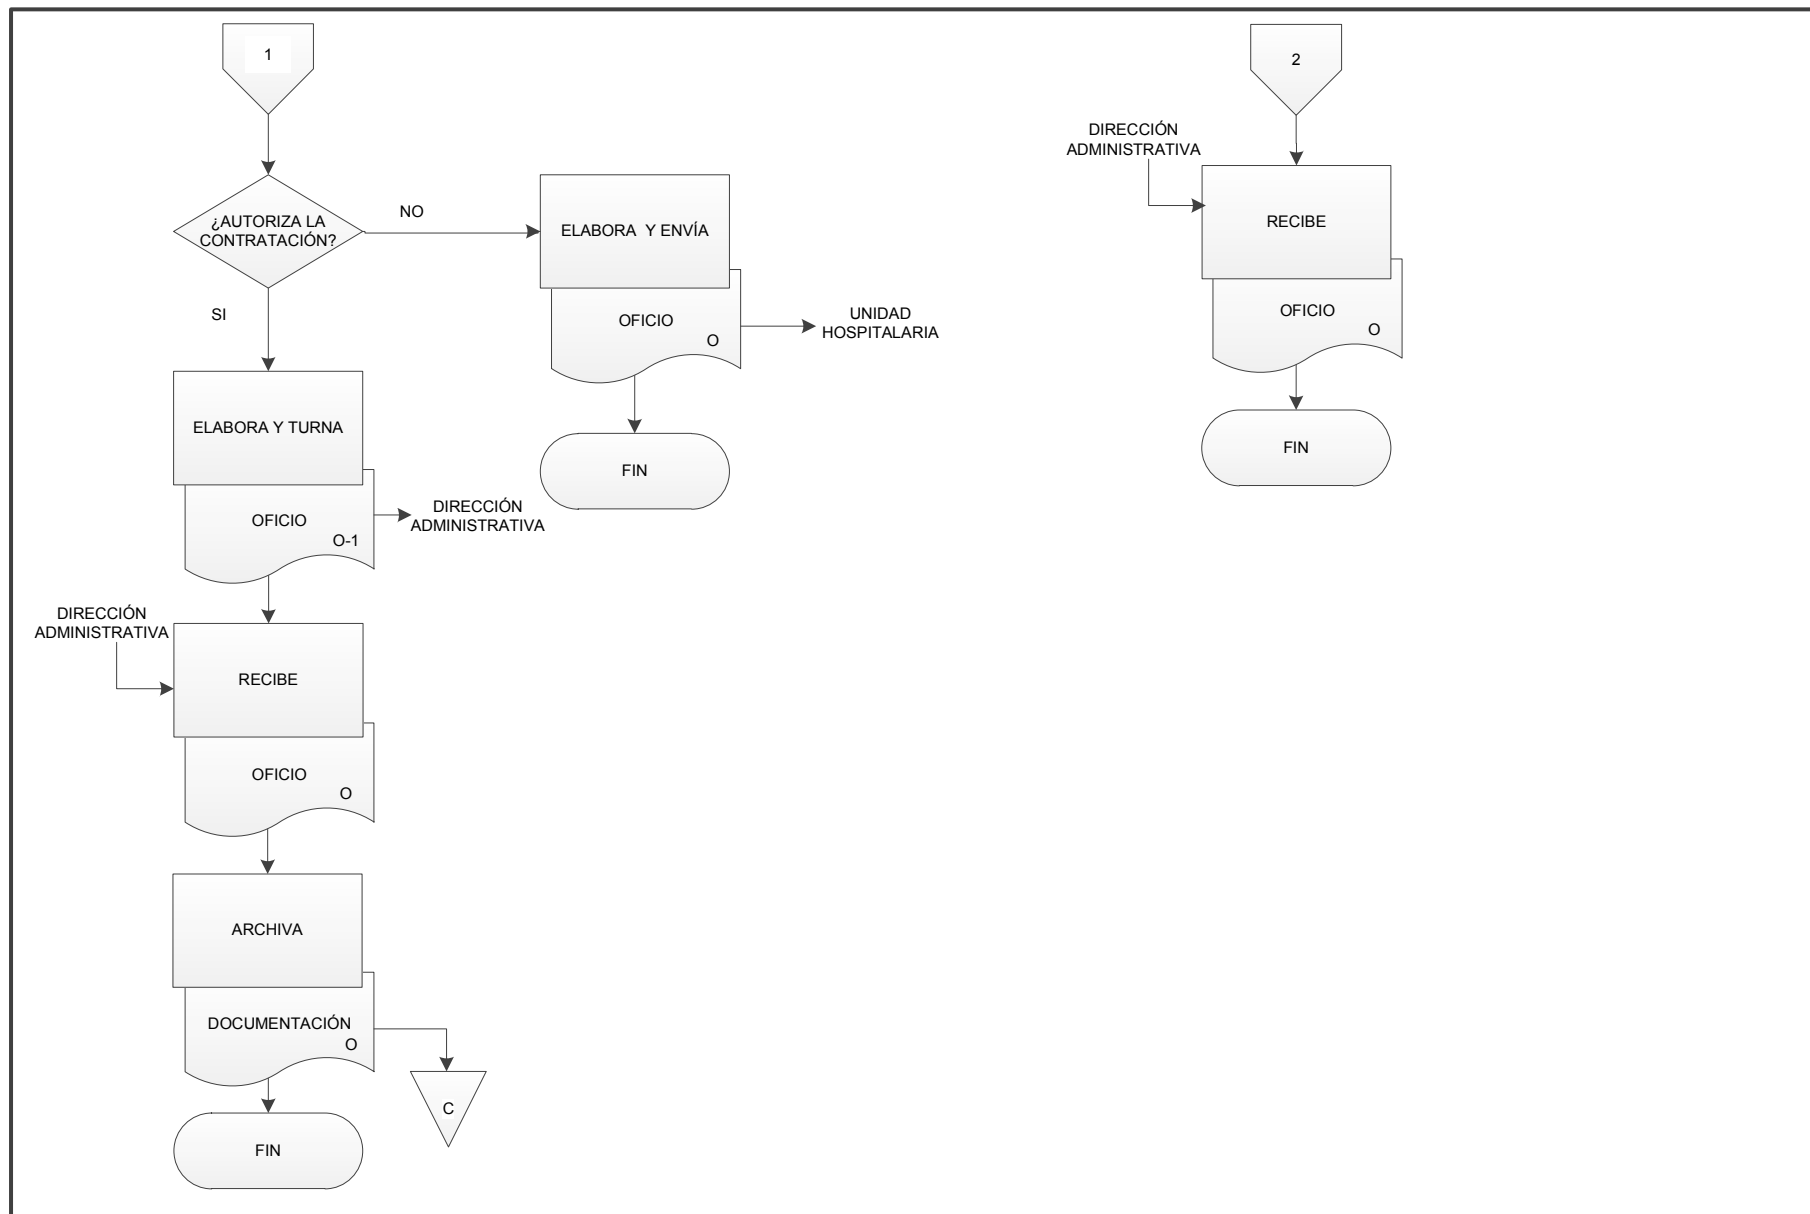 1
¿AUTORIZA LA
CONTRATACIÓN?
NO
SI
ELABORA Y ENVÍA
OFICIO
O
UNIDAD
HOSPITALARIA
FIN
ELABORA Y TURNA
OFICIO
O-1
DIRECCIÓN
ADMINISTRATIVA
DIRECCIÓN
ADMINISTRATIVA
RECIBE
OFICIO
O
ARCHIVA
DOCUMENTACIÓN
O
C
FIN
2
DIRECCIÓN
ADMINISTRATIVA
RECIBE
OFICIO
O
FIN